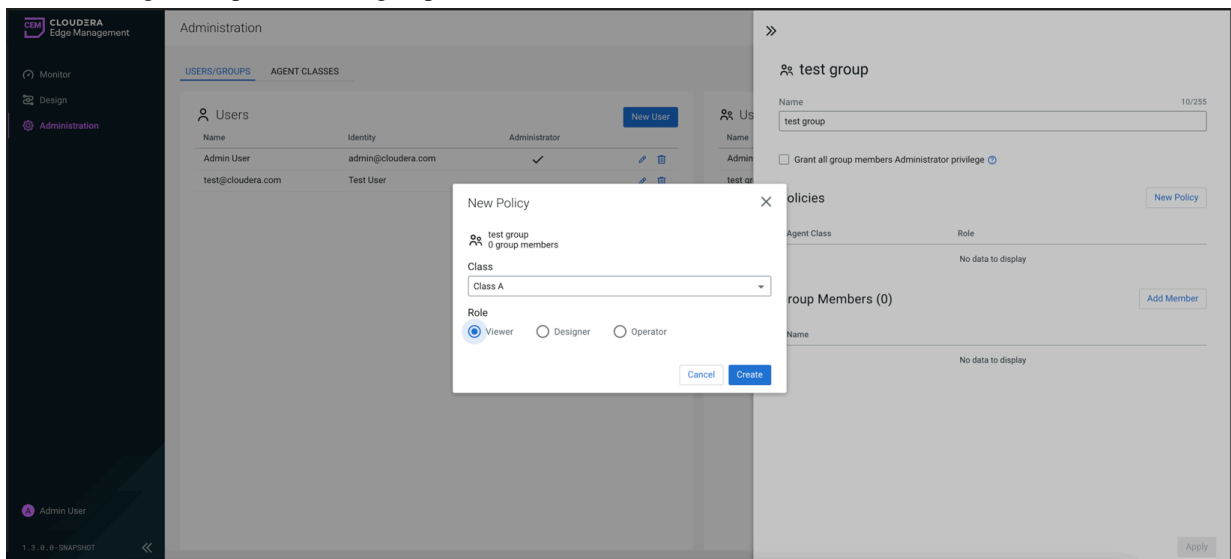 CEM CLOUDERA
Edge Management
Monitor
Design
Administration
Admin User
1.3.0.0-SNAPSHOT
Administration
USERS/GROUPS AGENT CLASSES
Users
New User
Name Identity Administrator
Admin User admin@cloudera.com
test@cloudera.com Test User
Us
Name
Admin
test gr
New Policy
test group
0 group members
Class
Class A
Role
Viewer Designer Operator
Cancel Create
test group
Name 10/255
test group
Grant all group members Administrator privilege
olicies New Policy
Agent Class Role
No data to display
roup Members (0) Add Member
Name
No data to display
Apply